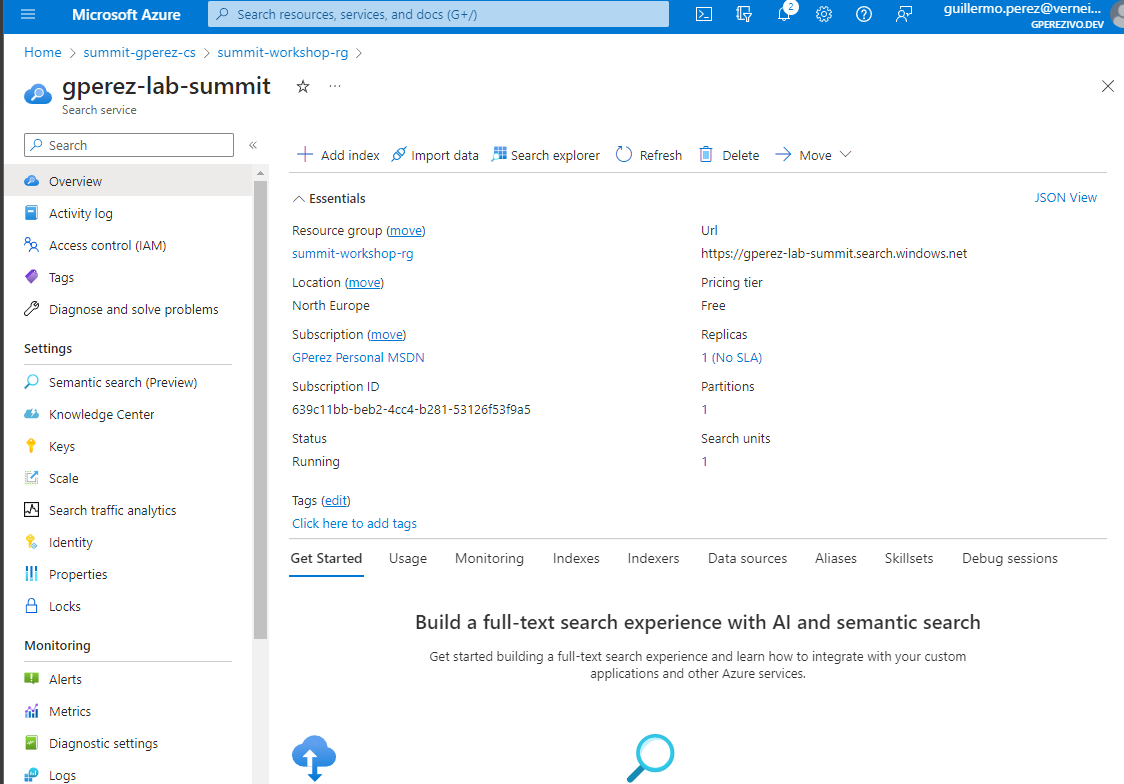 Microsoft Azure
Search resources, services, and docs (G+/)
2
guillermo.perez@vernei...
GPEREZIVO.DEV
Home > summit-gperez-cs > summit-workshop-rg >
gperez-lab-summit
Search service
Search
Overview
Activity log
Access control (IAM)
Tags
Diagnose and solve problems
Settings
Semantic search (Preview)
Knowledge Center
Keys
Scale
Search traffic analytics
Identity
Properties
Locks
Monitoring
Alerts
Metrics
Diagnostic settings
Logs
Add index Import data Search explorer Refresh Delete Move
Essentials
JSON View
Resource group (move)
summit-workshop-rg
Location (move)
North Europe
Subscription (move)
GPerez Personal MSDN
Subscription ID
639c11bb-beb2-4cc4-b281-53126f53f9a5
Status
Running
Url
https://gperez-lab-summit.search.windows.net
Pricing tier
Free
Replicas
1 (No SLA)
Partitions
1
Search units
1
Tags (edit)
Click here to add tags
Get Started Usage Monitoring Indexes Indexers Data sources Aliases Skillsets Debug sessions
Build a full-text search experience with AI and semantic search
Get started building a full-text search experience and learn how to integrate with your custom
applications and other Azure services.